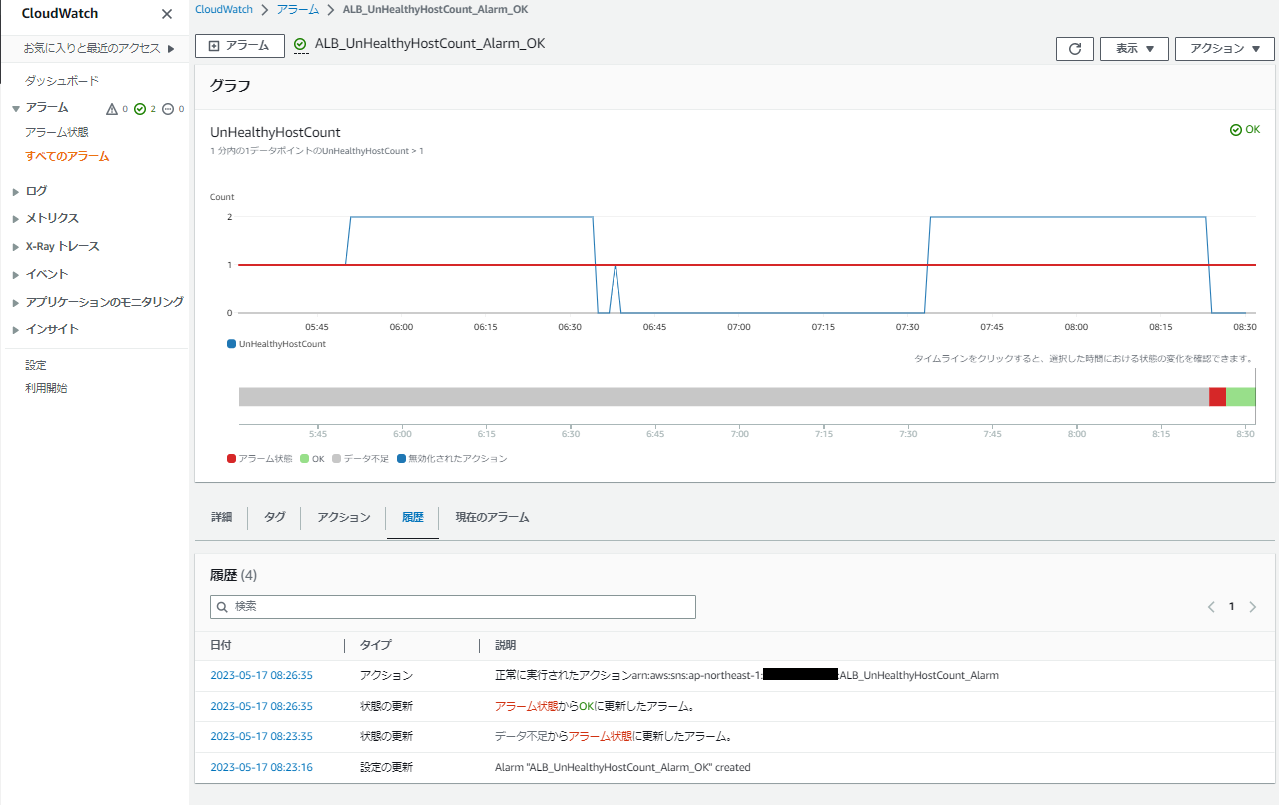 CloudWatch
お気に入りと最近のアクセス
ダッシュボード
アラーム 0 2 0
アラーム状態
すべてのアラーム
ログ
メトリクス
X-Ray トレース
イベント
アプリケーションのモニタリング
インサイト
設定
利用開始
CloudWatch アラーム ALB_UnHealthyHostCount_Alarm_OK
アラーム ALB_UnHealthyHostCount_Alarm_OK
表示 アクション
グラフ
UnHealthyHostCount
OK
1 分内の1データポイントのUnHealthyHostCount > 1
Count
2
1
0
05:45 06:00 06:15 06:30 06:45 07:00 07:15 07:30 07:45 08:00 08:15 08:30
UnHealthyHostCount
タイムラインをクリックすると、選択した時間における状態の変化を確認できます。
5:45 6:00 6:15 6:30 6:45 7:00 7:15 7:30 7:45 8:00 8:15 8:30
アラーム状態 OK データ不足 無効化されたアクション
詳細 タグ アクション 履歴 現在のアラーム
履歴 (4)
検索
1
日付 タイプ 説明
2023-05-17 08:26:35 アクション 正常に実行されたアクションarn:aws:sns:ap-northeast-1: :ALB_UnHealthyHostCount_Alarm
2023-05-17 08:26:35 状態の更新 アラーム状態からOKに更新したアラーム。
2023-05-17 08:23:35 状態の更新 データ不足からアラーム状態に更新したアラーム。
2023-05-17 08:23:16 設定の更新 Alarm "ALB_UnHealthyHostCount_Alarm_OK" created